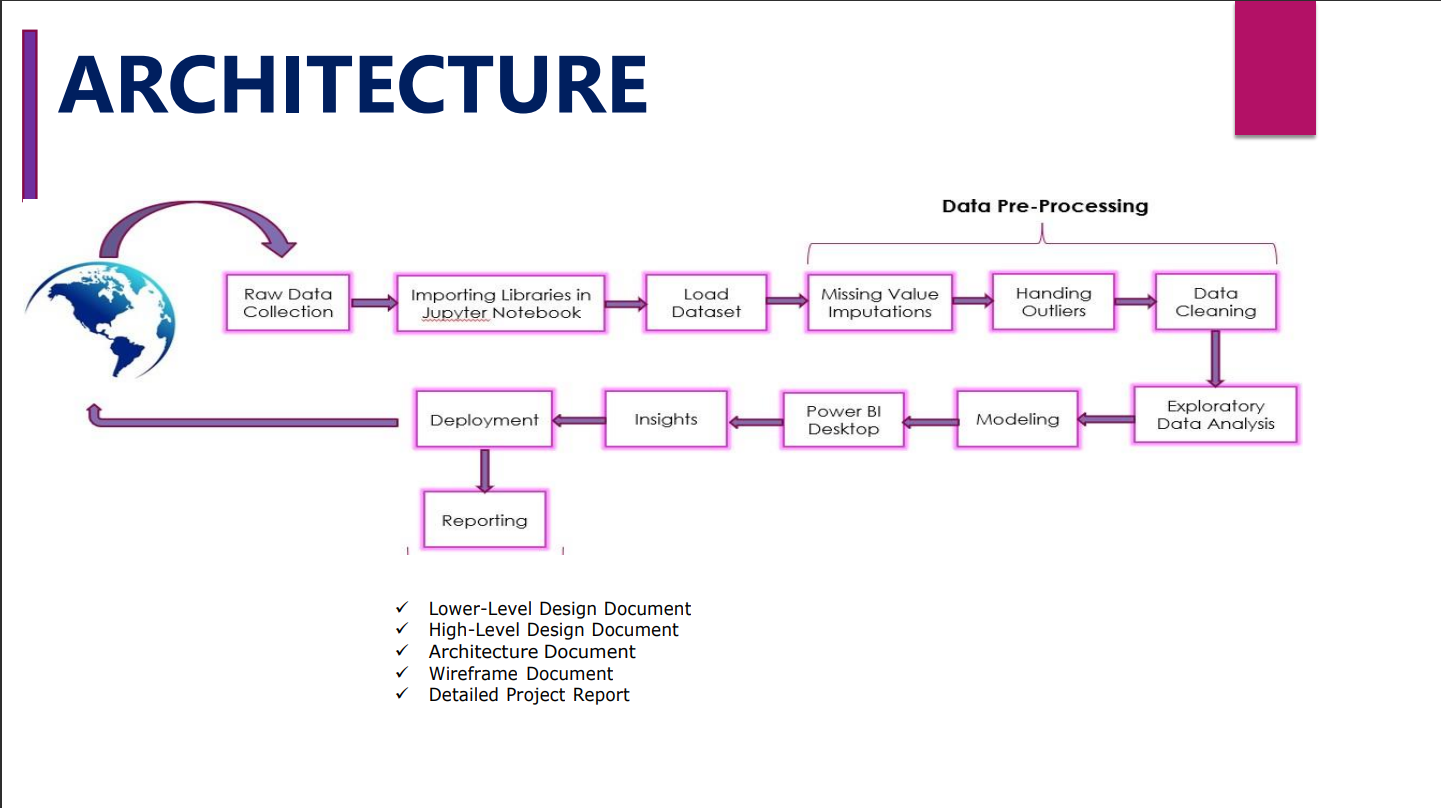 ARCHITECTURE
Data Pre-Processing
Raw Data
Collection
Importing Libraries in
Jupyter Notebook
Load
Dataset
Missing Value
Imputations
Handing
Outliers
Data
Cleaning
Exploratory
Data Analysis
Modeling
Power BI
Desktop
Insights
Deployment
Reporting
✓ Lower-Level Design Document
✓ High-Level Design Document
✓ Architecture Document
✓ Wireframe Document
✓ Detailed Project Report